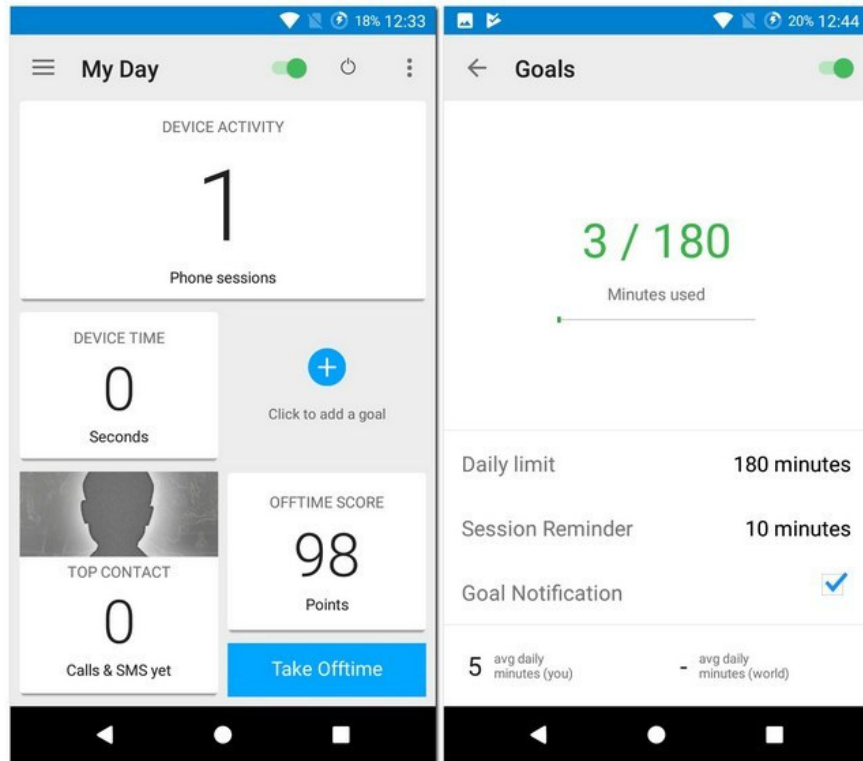 18% 12:33
My Day
DEVICE ACTIVITY
1
Phone sessions
DEVICE TIME
0
Seconds
Click to add a goal
TOP CONTACT
0
Calls & SMS yet
OFFTIME SCORE
98
Points
Take Offtime
20% 12:44
Goals
3 / 180
Minutes used
Daily limit 180 minutes
Session Reminder 10 minutes
Goal Notification
5 avg daily
minutes (you)
- avg daily
minutes (world)